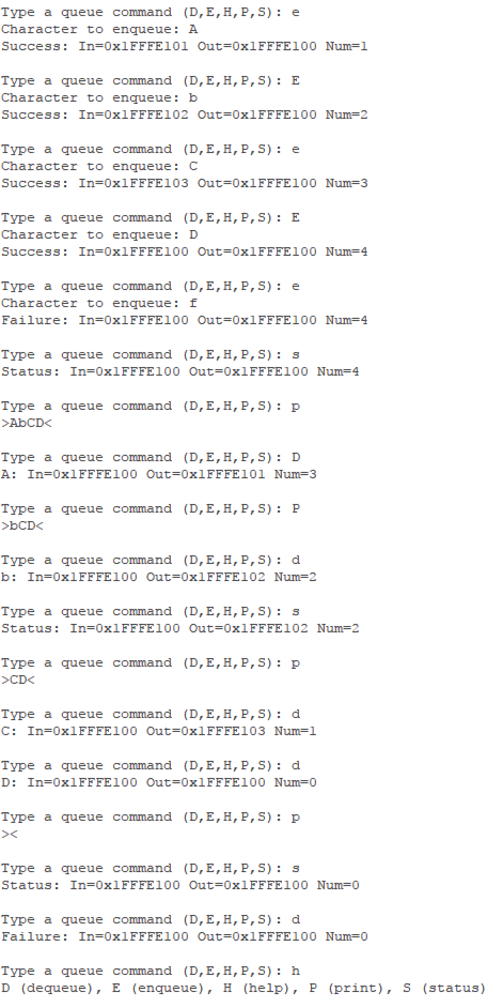 Type a queue command (D,E,H,P,S): e
Character to enqueue: A
Success: In=0x1FFFE101 Out=0x1FFFE100 Num=1
Type a queue command (D,E,H,P,S): E
Character to enqueue: b
Success: In=0x1FFFE102 Out=0x1FFFE100 Num=2
Type a queue command (D,E,H,P,S): e
Character to enqueue: C
Success: In=0x1FFFE103 Out=0x1FFFE100 Num=3
Type a queue command (D,E,H,P,S): E
Character to enqueue: D
Success: In=0x1FFFE100 Out=0x1FFFE100 Num=4
Type a queue command (D,E,H,P,S): e
Character to enqueue: f
Failure: In=0x1FFFE100 Out=0x1FFFE100 Num=4
Type a queue command (D,E,H,P,S): s
Status: In=0x1FFFE100 Out=0x1FFFE100 Num=4
Type a queue command (D,E,H,P,S): p
>AbCD<
Type a queue command (D,E,H,P,S): D
A: In=0x1FFFE100 Out=0x1FFFE101 Num=3
Type a queue command (D,E,H,P,S): P
>bCD<
Type a queue command (D,E,H,P,S): d
b: In=0x1FFFE100 Out=0x1FFFE102 Num=2
Type a queue command (D,E,H,P,S): s
Status: In=0x1FFFE100 Out=0x1FFFE102 Num=2
Type a queue command (D,E,H,P,S): p
>CD<
Type a queue command (D,E,H,P,S): d
C: In=0x1FFFE100 Out=0x1FFFE103 Num=1
Type a queue command (D,E,H,P,S): d
D: In=0x1FFFE100 Out=0x1FFFE100 Num=0
Type a queue command (D,E,H,P,S): p
><
Type a queue command (D,E,H,P,S): s
Status: In=0x1FFFE100 Out=0x1FFFE100 Num=0
Type a queue command (D,E,H,P,S): d
Failure: In=0x1FFFE100 Out=0x1FFFE100 Num=0
Type a queue command (D,E,H,P,S): h
D (dequeue), E (enqueue), H (help), P (print), S (status)